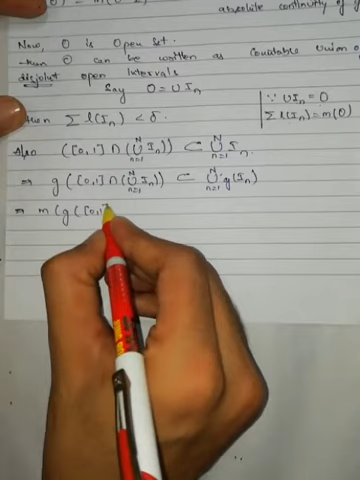 absolute continuity of g
Now, O is Open Set.
then O can be written as Countable Union of
disjoint open Intervals
Say O = ∪ Iₙ
∵ ∪Iₙ = O
then ∑ l(Iₙ) < δ.
∑ l(Iₙ) = m(O)
Also ([0,1] ∩ (∪ₙ₌₁ᴺ Iₙ)) ⊂ ∪ₙ₌₁ᴺ Iₙ.
⇒ g([0,1] ∩ (∪ₙ₌₁ᴺ Iₙ)) ⊂ ∪ₙ₌₁ᴺ g(Iₙ)
⇒ m(g([0,1]